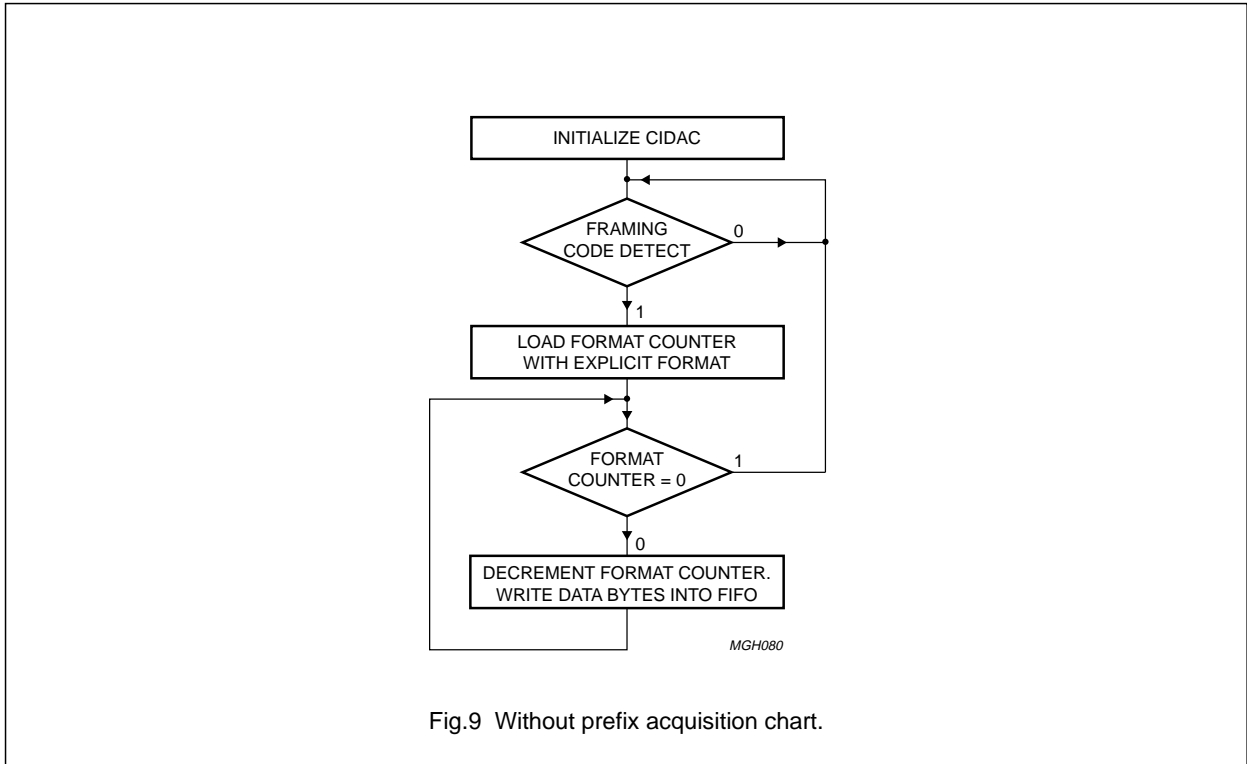 INITIALIZE CIDAC
FRAMING
CODE DETECT
0
1
LOAD FORMAT COUNTER
WITH EXPLICIT FORMAT
FORMAT
COUNTER = 0
1
0
DECREMENT FORMAT COUNTER.
WRITE DATA BYTES INTO FIFO
MGH080
Fig.9 Without prefix acquisition chart.